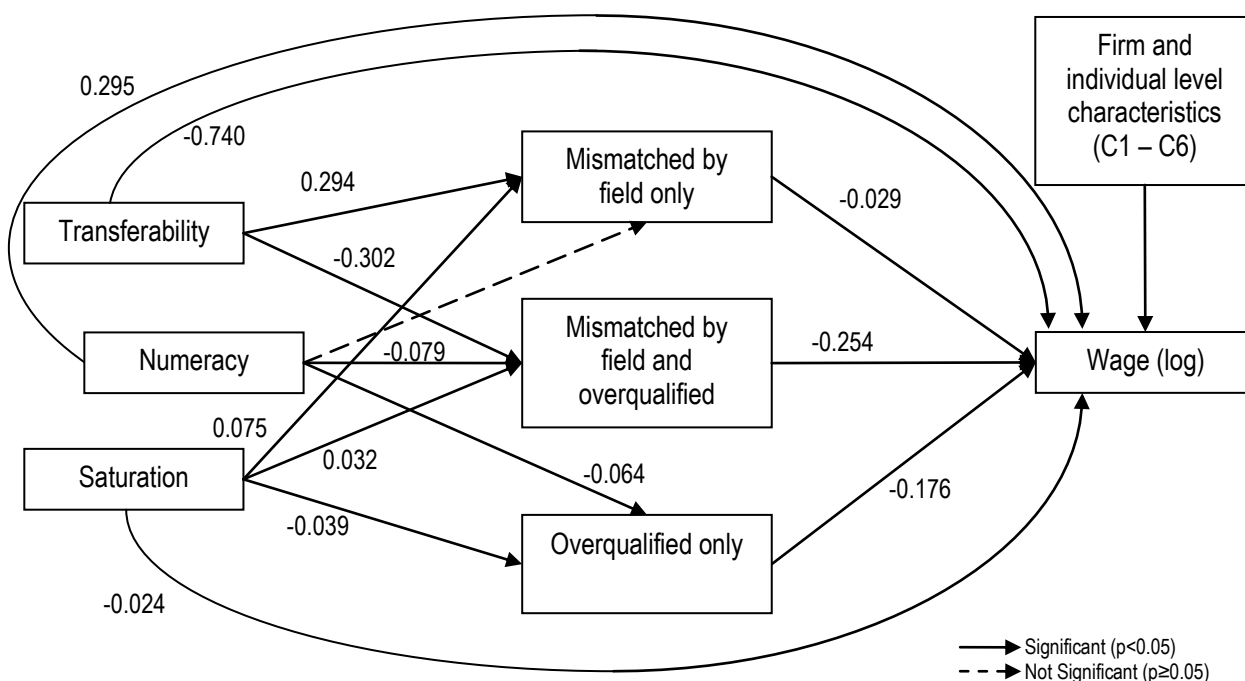 Firm and
individual level
characteristics
(C1 – C6)
0.295
-0.740
Mismatched by
field only
0.294
-0.029
Transferability
-0.302
Mismatched by
field and
overqualified
Numeracy
-0.079
-0.254
Wage (log)
0.075
Saturation
0.032
-0.064
-0.176
-0.039
Overqualified only
-0.024
Significant (p<0.05)
Not Significant (p≥0.05)